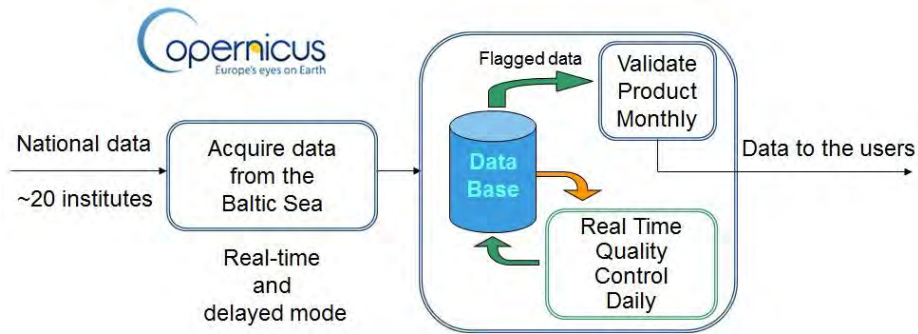 Copernicus
Europe's eyes on Earth
National data
~20 institutes
Acquire data
from the
Baltic Sea
Real-time
and
delayed mode
Flagged data
Data
Base
Validate
Product
Monthly
Real Time
Quality
Control
Daily
Data to the users